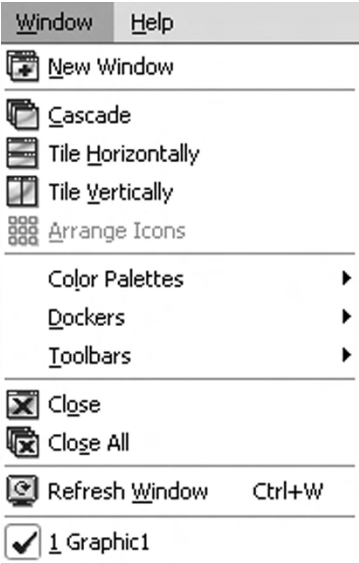 Window Help
New Window
Cascade
Tile Horizontally
Tile Vertically
Arrange Icons
Color Palettes
Dockers
Toolbars
Close
Close All
Refresh Window Ctrl+W
1 Graphic1